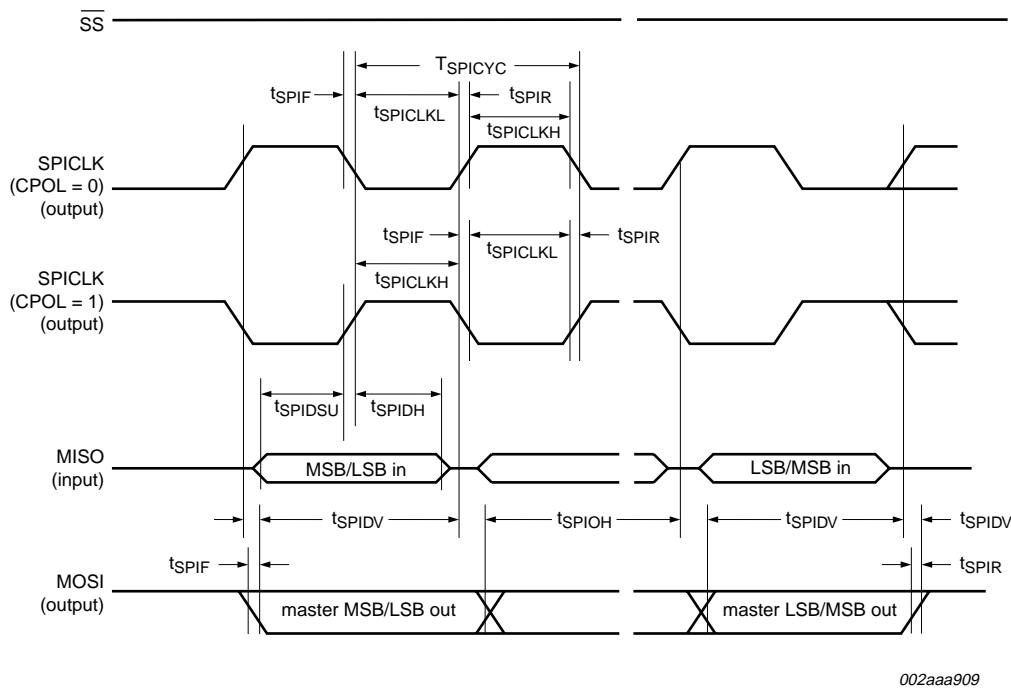 SS
TSPICYC
tSPIF
tSPICLKL
tSPIR
tSPICLKH
SPICLK
(CPOL = 0)
(output)
tSPIF
tSPICLKL
tSPIR
tSPICLKH
SPICLK
(CPOL = 1)
(output)
tSPIDSU
tSPIDH
MISO
(input)
MSB/LSB in
LSB/MSB in
tSPIDV
tSPIOH
tSPIDV
tSPIDV
tSPIF
tSPIR
MOSI
(output)
master MSB/LSB out
master LSB/MSB out
002aaa909